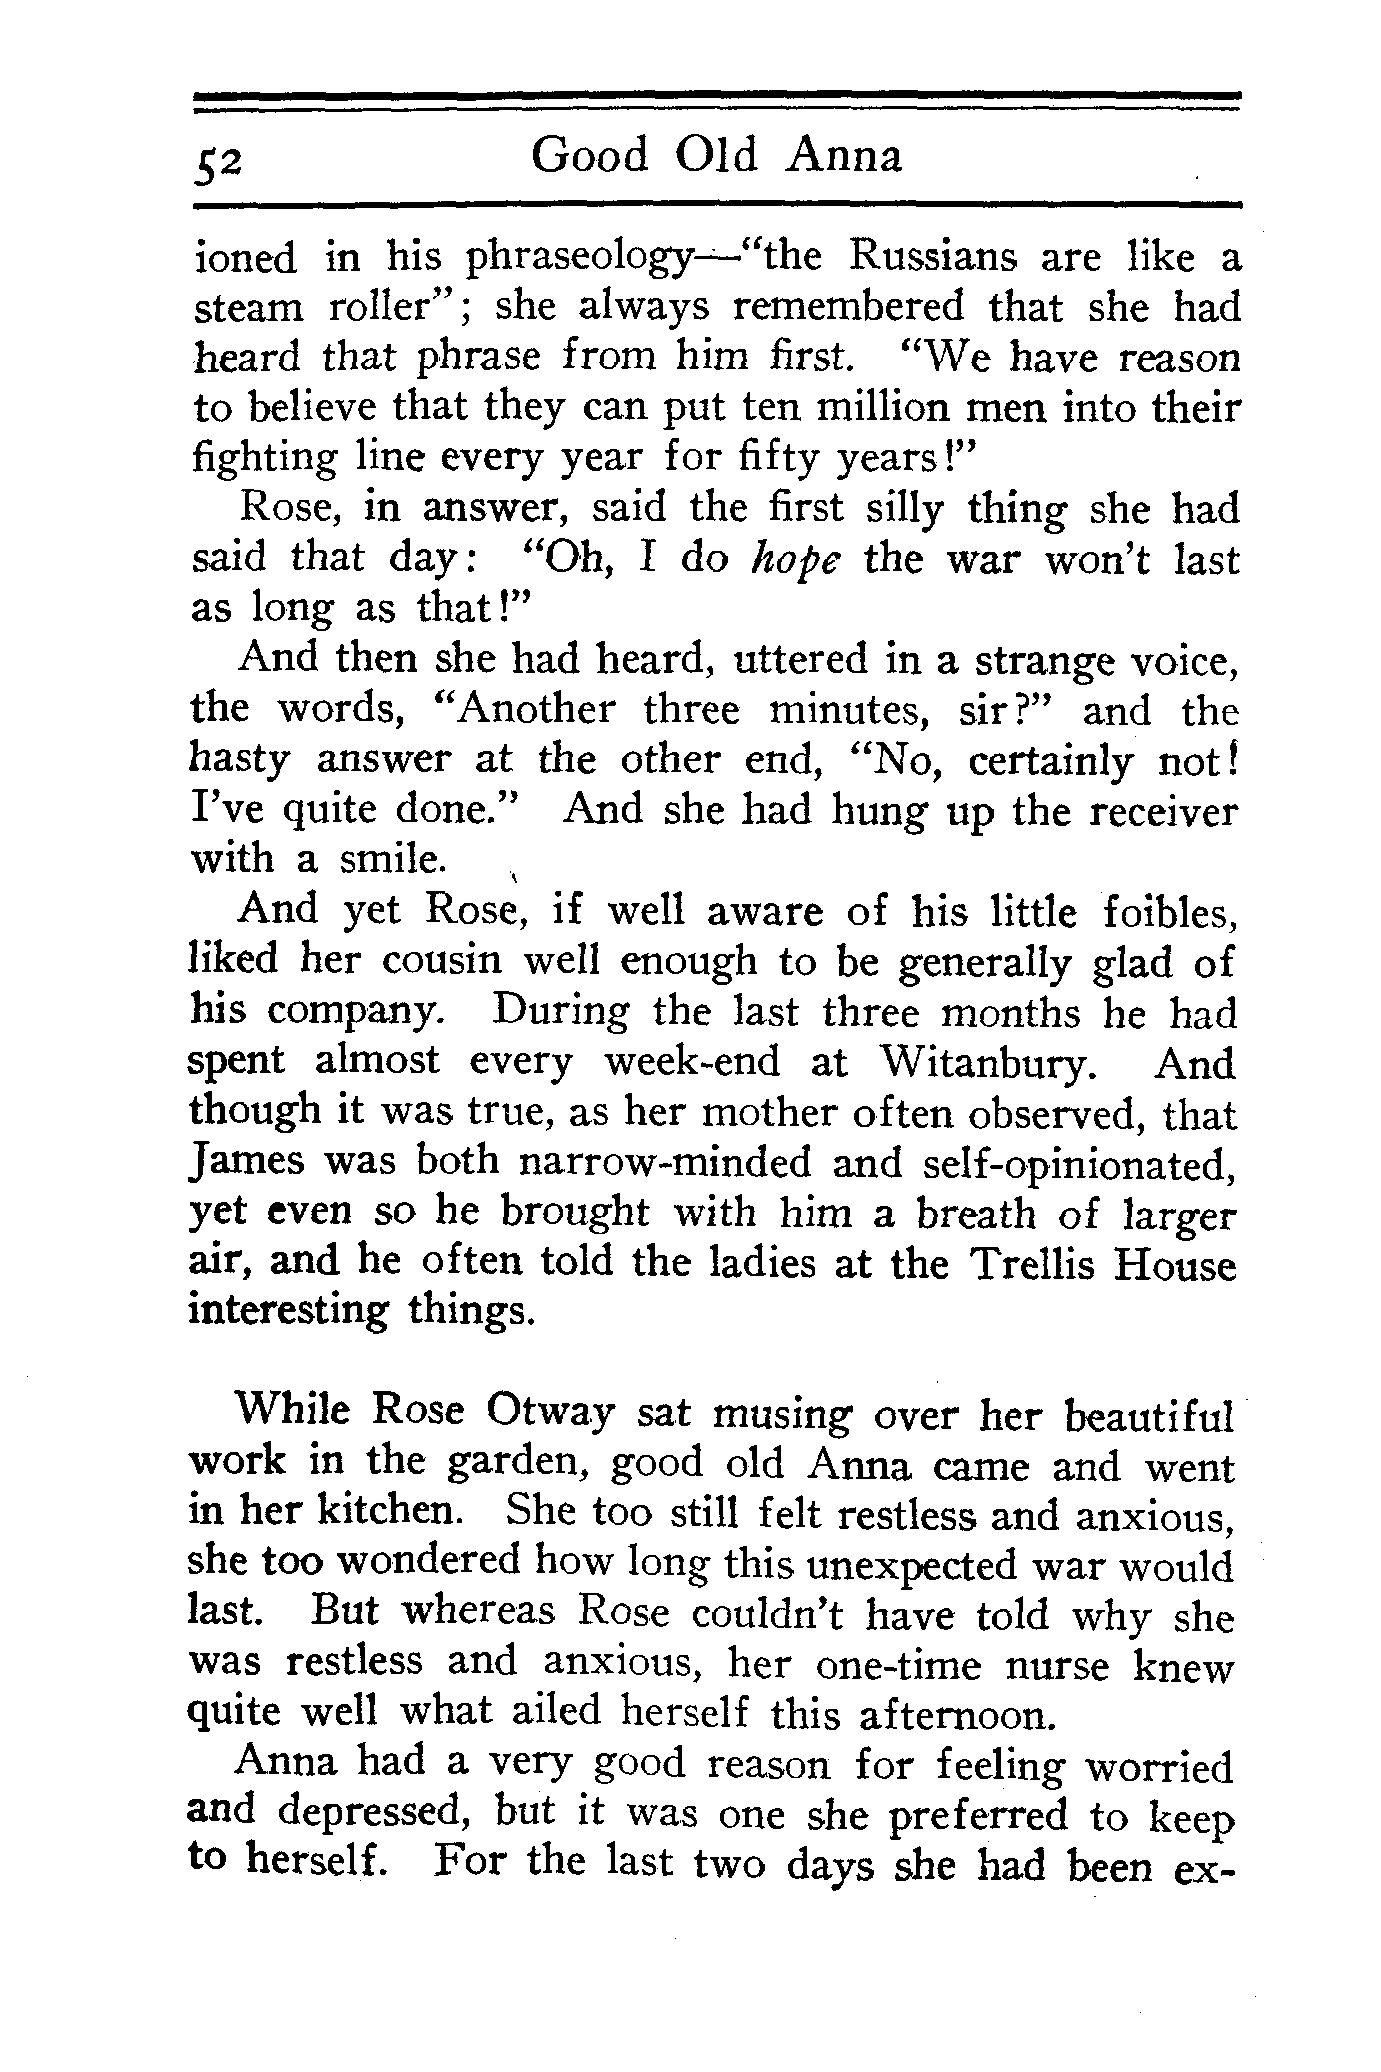 52 Good Old Anna
ioned in his phraseology—"the Russians are like a
steam roller"; she always remembered that she had
heard that phrase from him first. "We have reason
to believe that they can put ten million men into their
fighting line every year for fifty years!"
Rose, in answer, said the first silly thing she had
said that day: "Oh, I do hope the war won't last
as long as that!"
And then she had heard, uttered in a strange voice,
the words, "Another three minutes, sir?" and the
hasty answer at the other end, "No, certainly not!
I've quite done." And she had hung up the receiver
with a smile.
And yet Rose, if well aware of his little foibles,
liked her cousin well enough to be generally glad of
his company. During the last three months he had
spent almost every week-end at Witanbury. And
though it was true, as her mother often observed, that
James was both narrow-minded and self-opinionated,
yet even so he brought with him a breath of larger
air, and he often told the ladies at the Trellis House
interesting things.
While Rose Otway sat musing over her beautiful
work in the garden, good old Anna came and went
in her kitchen. She too still felt restless and anxious,
she too wondered how long this unexpected war would
last. But whereas Rose couldn't have told why she
was restless and anxious, her one-time nurse knew
quite well what ailed herself this afternoon.
Anna had a very good reason for feeling worried
and depressed, but it was one she preferred to keep
to herself. For the last two days she had been ex-